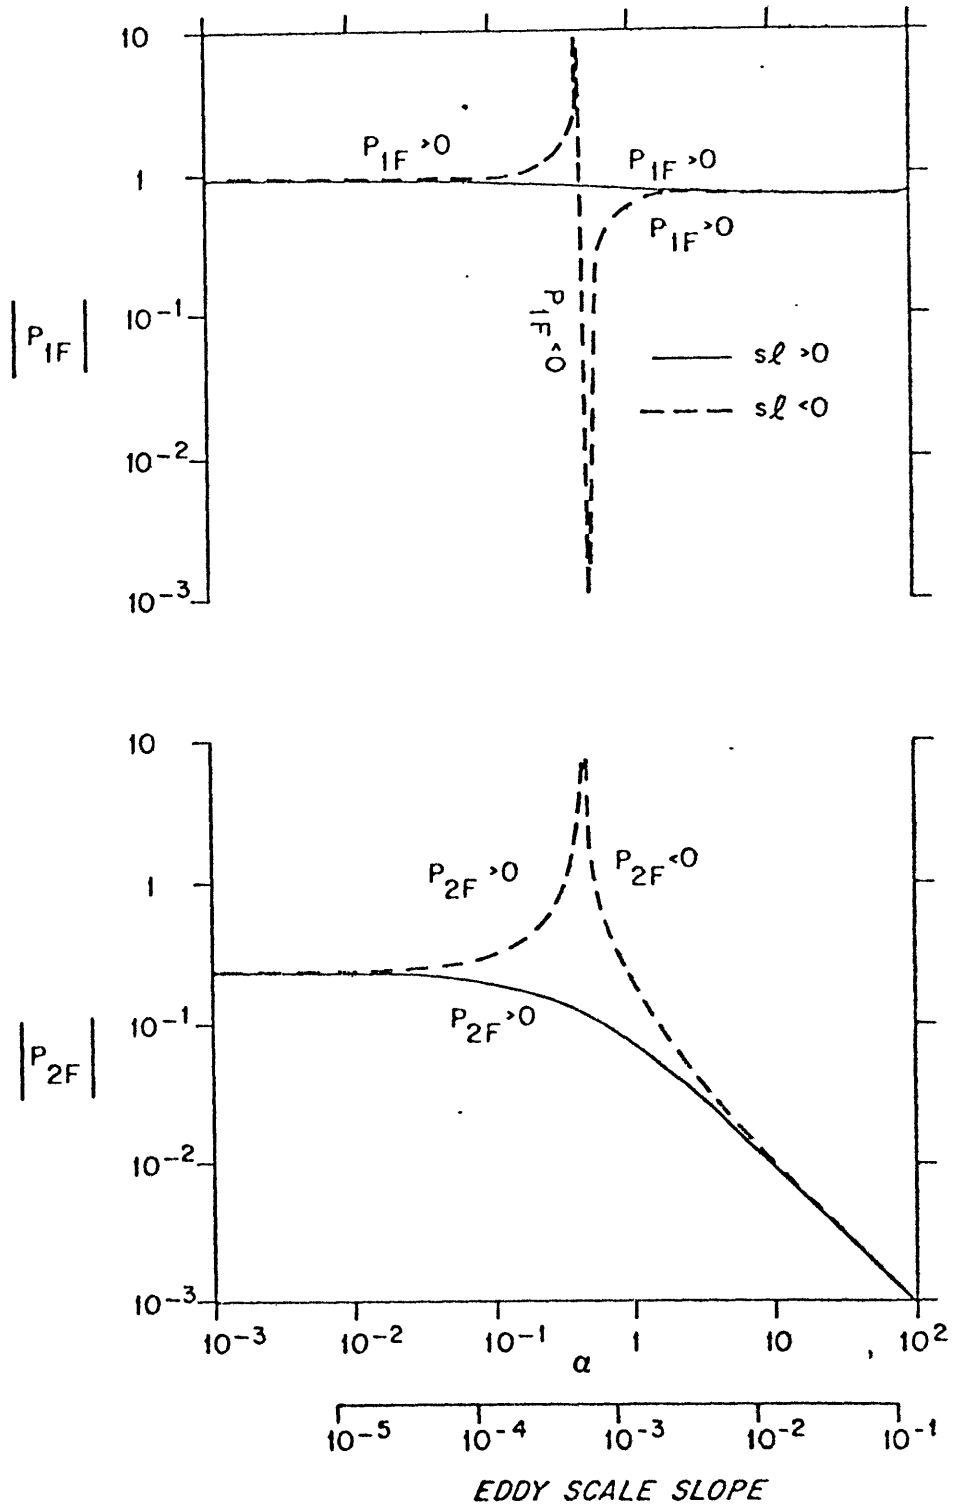 10
P₁F >0
P₁F >0
1
P₁F >0
P₁F <0
|P₁F|
10⁻¹
sℓ >0
sℓ <0
10⁻²
10⁻³
10
P₂F >0
P₂F <0
1
P₂F >0
10⁻¹
|P₂F|
10⁻²
10⁻³
10⁻³ 10⁻² 10⁻¹ 1 10 10²
α
10⁻⁵ 10⁻⁴ 10⁻³ 10⁻² 10⁻¹
EDDY SCALE SLOPE